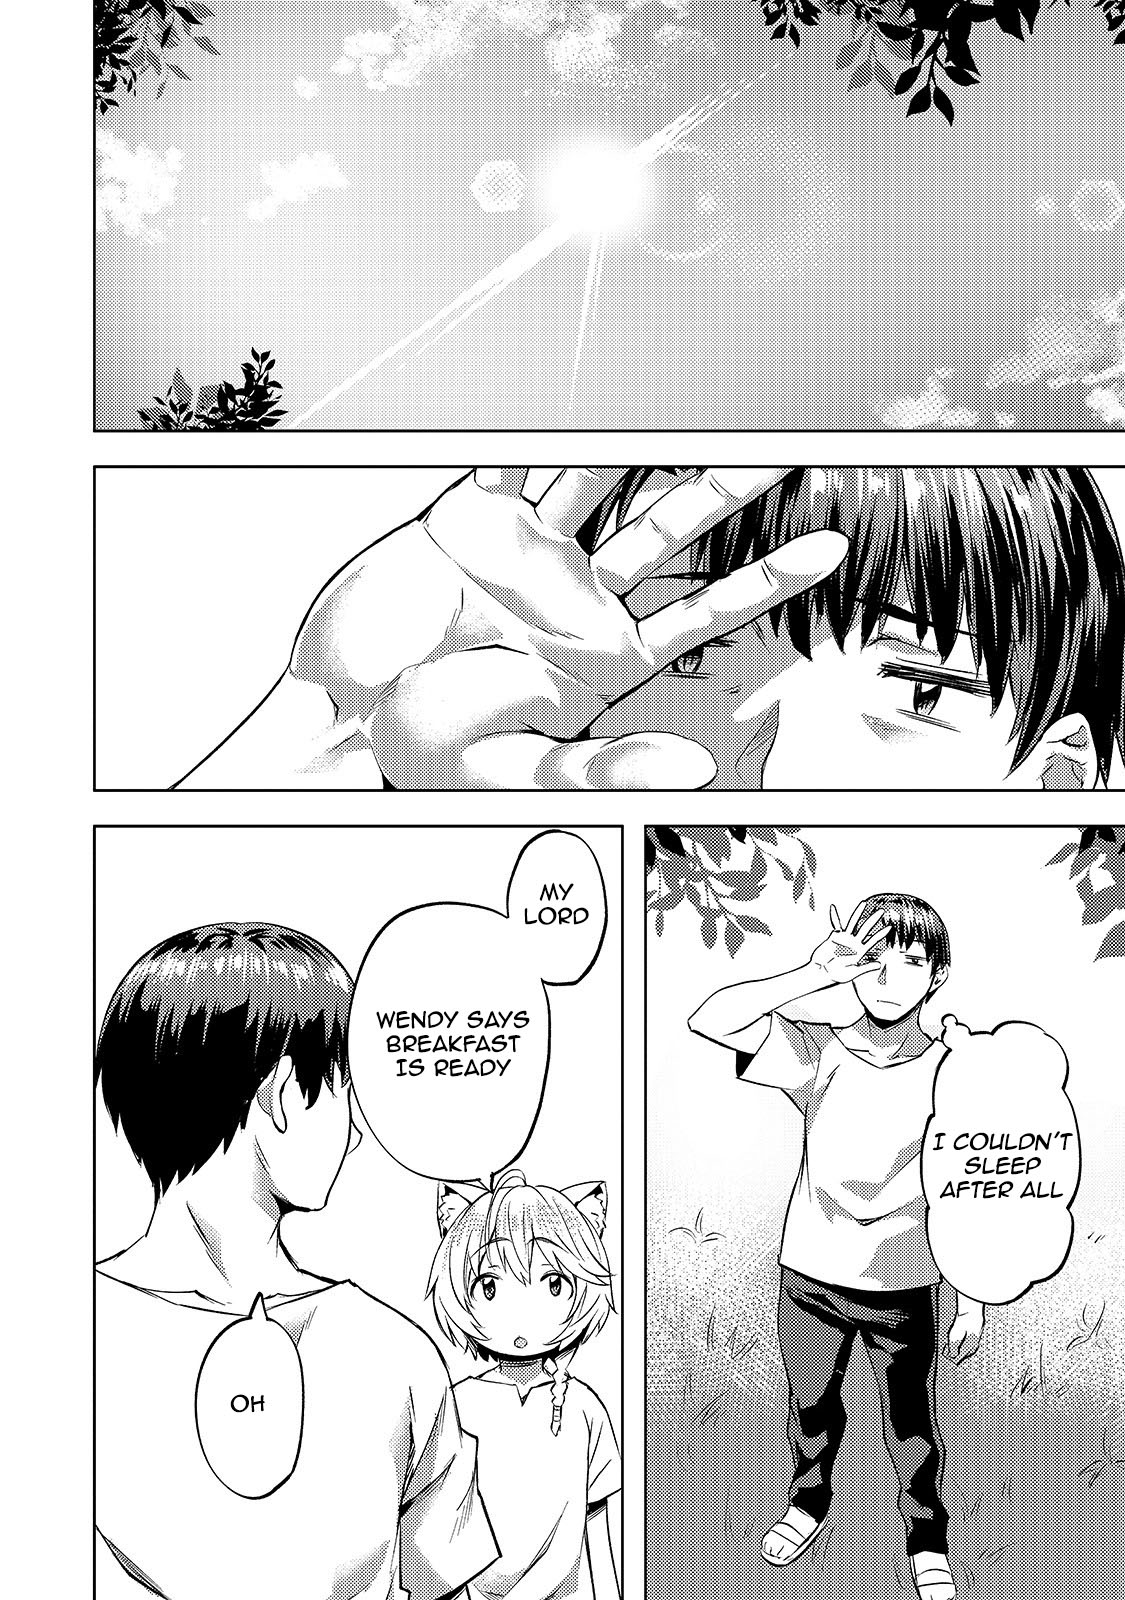 I COULDN'T
SLEEP
AFTER ALL
MY
LORD
WENDY SAYS
BREAKFAST
IS READY
OH